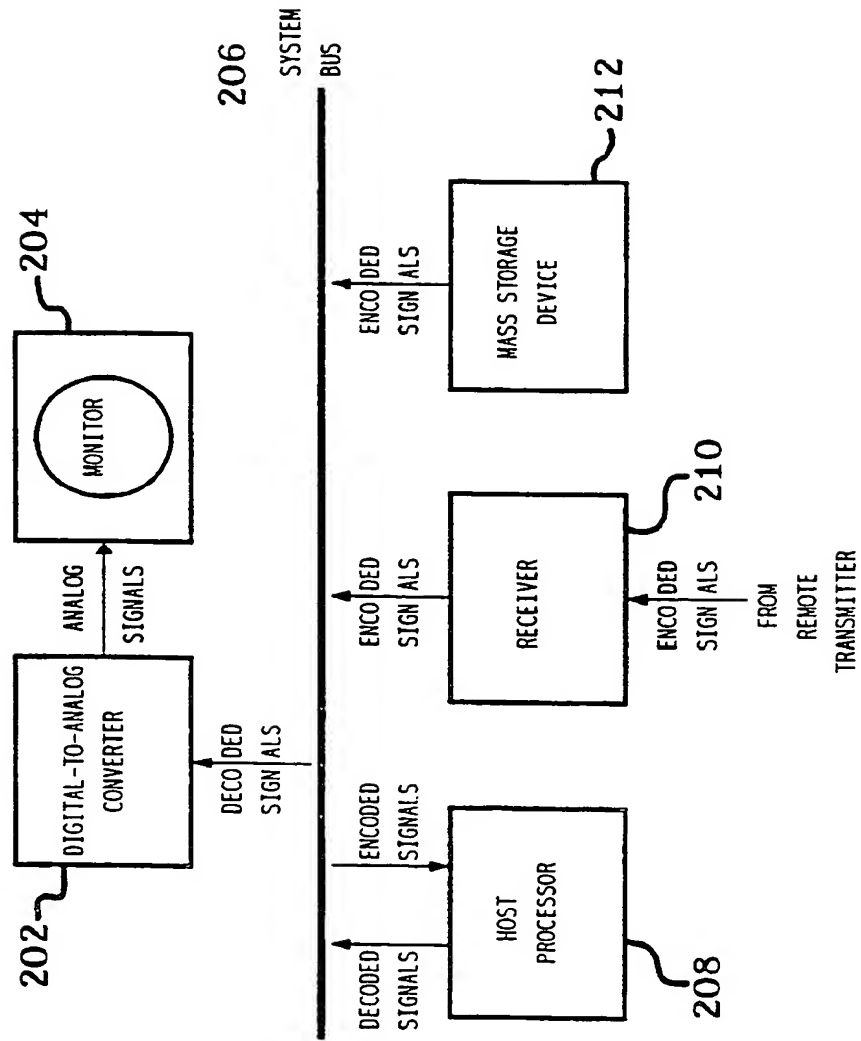 206
SYSTEM
BUS
204
MONITOR
ANALOG
SIGNALS
DIGITAL-TO-ANALOG
CONVERTER
202
DECODED
SIGNALS
ENCODED
SIGNALS
MASS STORAGE
DEVICE
212
ENCODED
SIGNALS
RECEIVER
210
ENCODED
SIGNALS
FROM
REMOTE
TRANSMITTER
ENCODED
SIGNALS
DECODED
SIGNALS
HOST
PROCESSOR
208